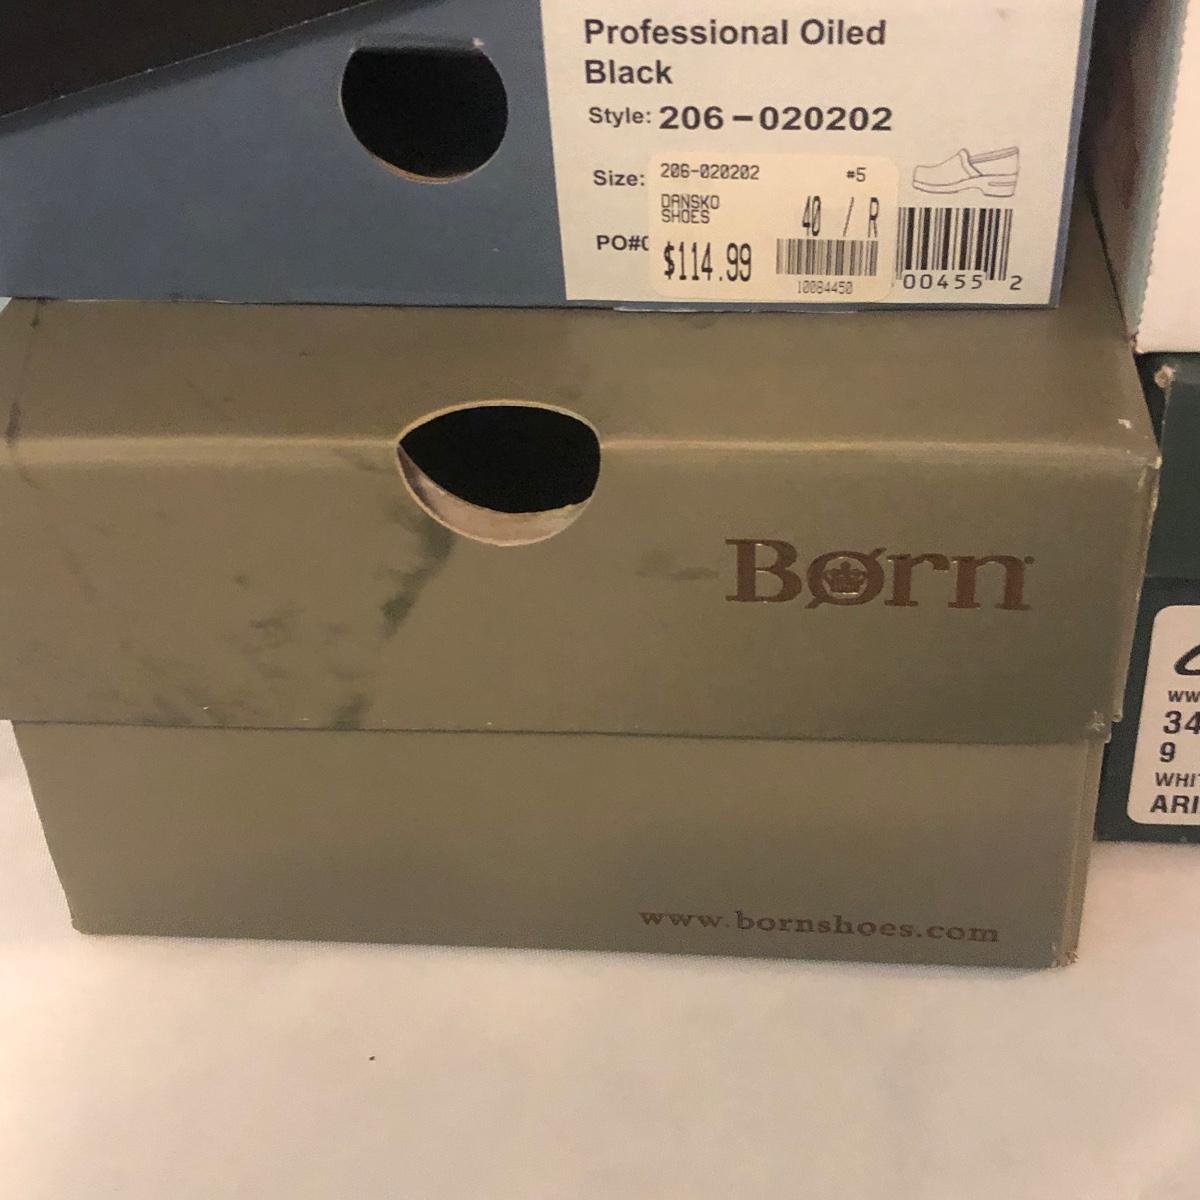 Professional Oiled
Black
Style: 206-020202
Size:
206-020202 #5
DANSKO
SHOES
40 / R
PO#
$114.99
10084450
00455 2
Børn
www.bornshoes.com
34
9